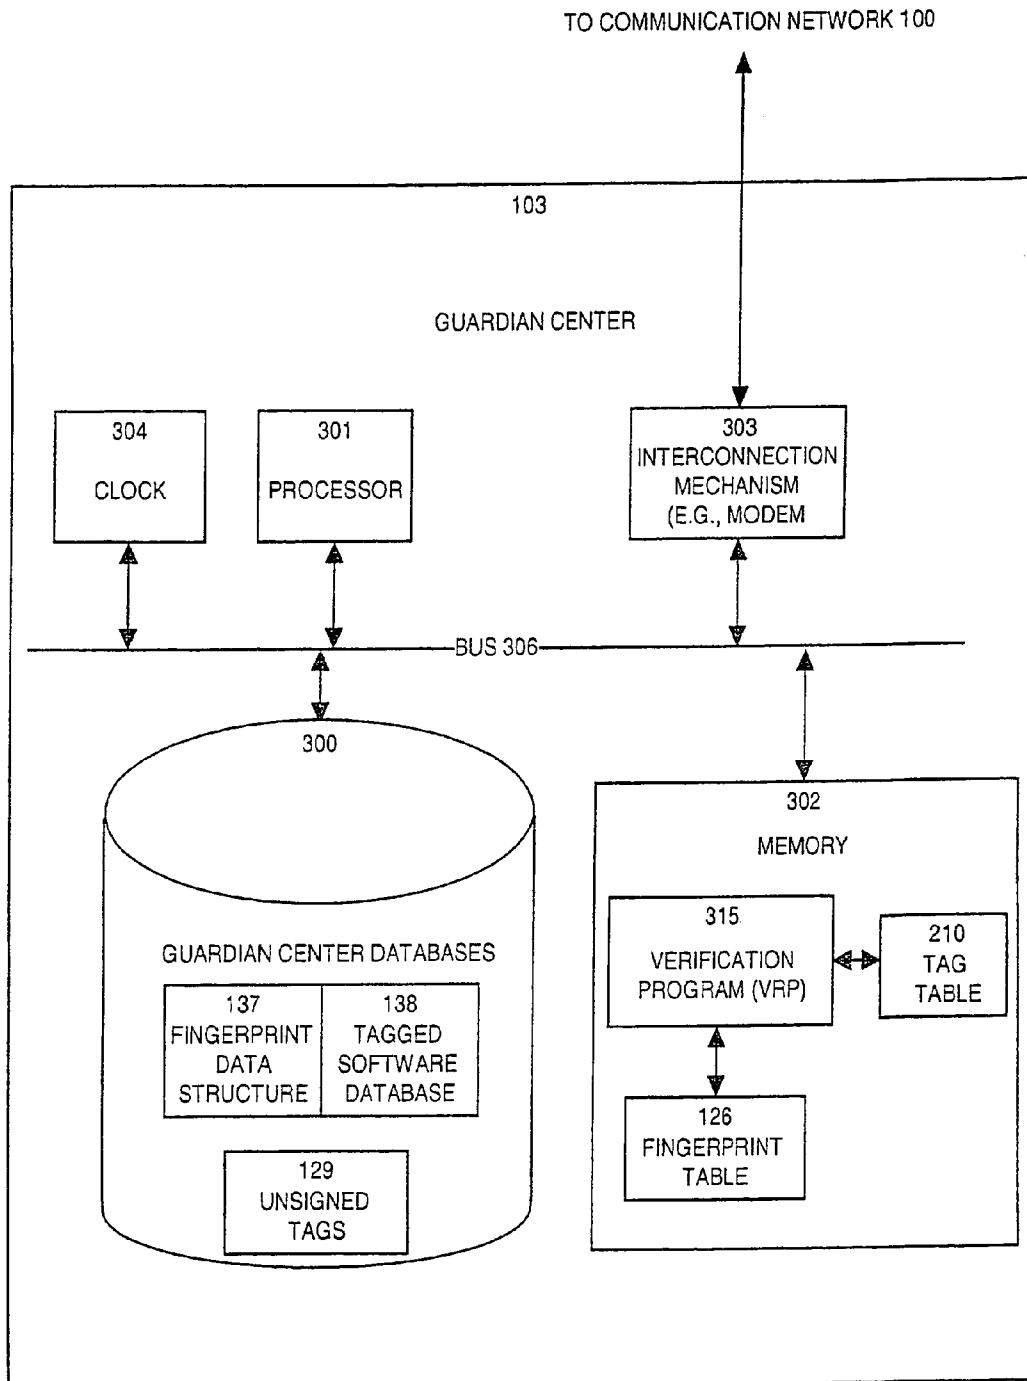 TO COMMUNICATION NETWORK 100
103
GUARDIAN CENTER
304
CLOCK
301
PROCESSOR
303
INTERCONNECTION
MECHANISM
(E.G., MODEM
BUS 306
300
GUARDIAN CENTER DATABASES
137
FINGERPRINT
DATA
STRUCTURE
138
TAGGED
SOFTWARE
DATABASE
129
UNSIGNED
TAGS
302
MEMORY
315
VERIFICATION
PROGRAM (VRP)
210
TAG
TABLE
126
FINGERPRINT
TABLE